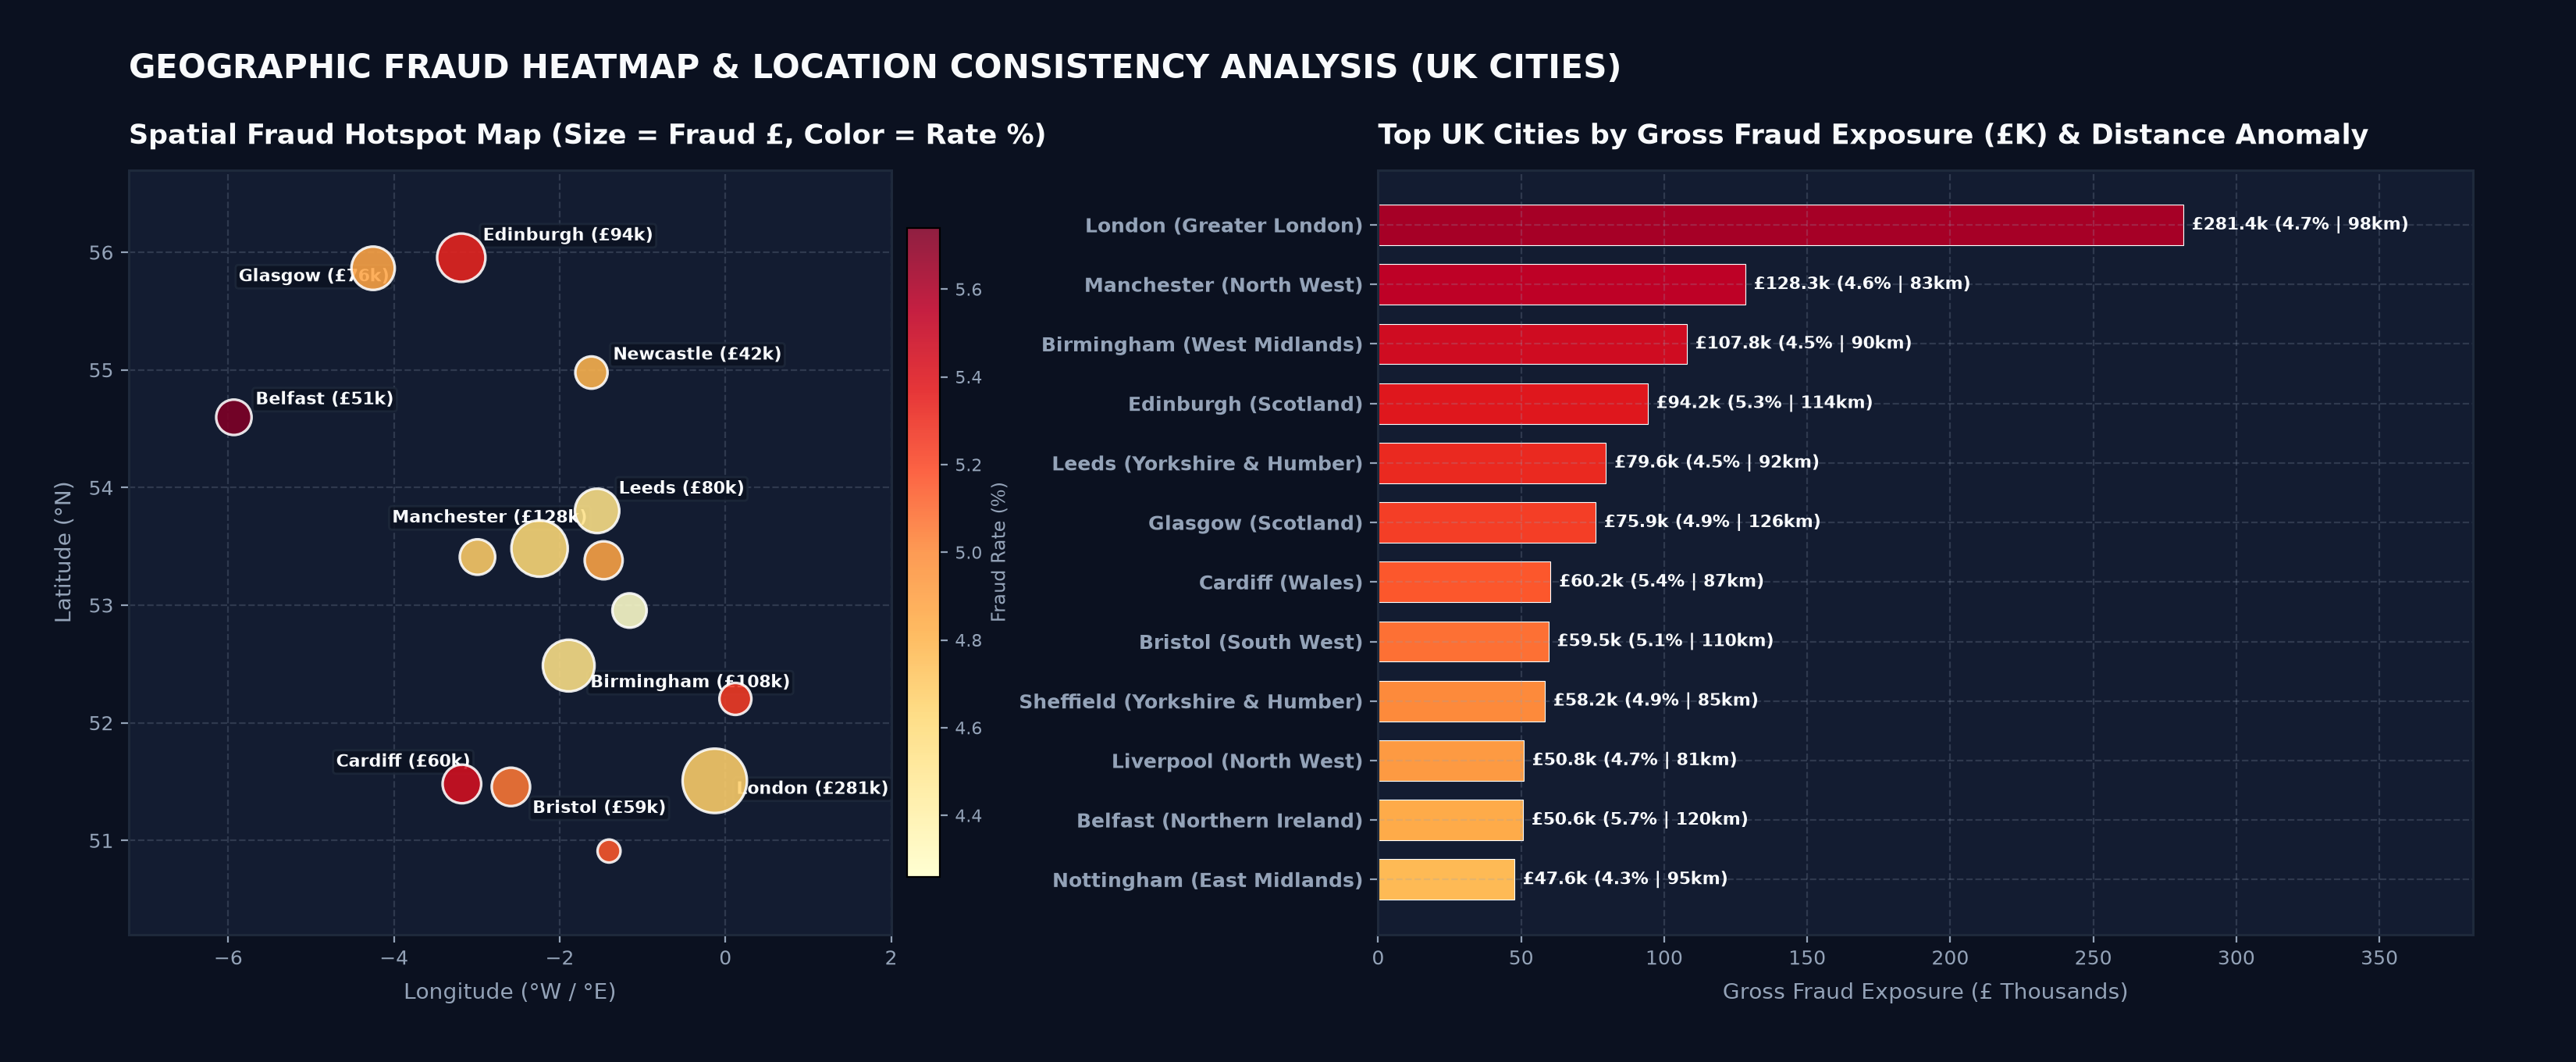 GEOGRAPHIC FRAUD HEATMAP & LOCATION CONSISTENCY ANALYSIS (UK CITIES)
Spatial Fraud Hotspot Map (Size = Fraud £, Color = Rate %)
Edinburgh (£94k)
Glasgow (£76k)
Newcastle (£42k)
Belfast (£51k)
Leeds (£80k)
Manchester (£128k)
Birmingham (£108k)
Cardiff (£60k)
London (£281k)
Bristol (£59k)
56
55
54
53
52
51
Latitude (°N)
−6
−4
−2
0
2
Longitude (°W / °E)
5.6
5.4
5.2
5.0
4.8
4.6
4.4
Fraud Rate (%)
Top UK Cities by Gross Fraud Exposure (£K) & Distance Anomaly
London (Greater London) £281.4k (4.7% | 98km)
Manchester (North West) £128.3k (4.6% | 83km)
Birmingham (West Midlands) £107.8k (4.5% | 90km)
Edinburgh (Scotland) £94.2k (5.3% | 114km)
Leeds (Yorkshire & Humber) £79.6k (4.5% | 92km)
Glasgow (Scotland) £75.9k (4.9% | 126km)
Cardiff (Wales) £60.2k (5.4% | 87km)
Bristol (South West) £59.5k (5.1% | 110km)
Sheffield (Yorkshire & Humber) £58.2k (4.9% | 85km)
Liverpool (North West) £50.8k (4.7% | 81km)
Belfast (Northern Ireland) £50.6k (5.7% | 120km)
Nottingham (East Midlands) £47.6k (4.3% | 95km)
0
50
100
150
200
250
300
350
Gross Fraud Exposure (£ Thousands)